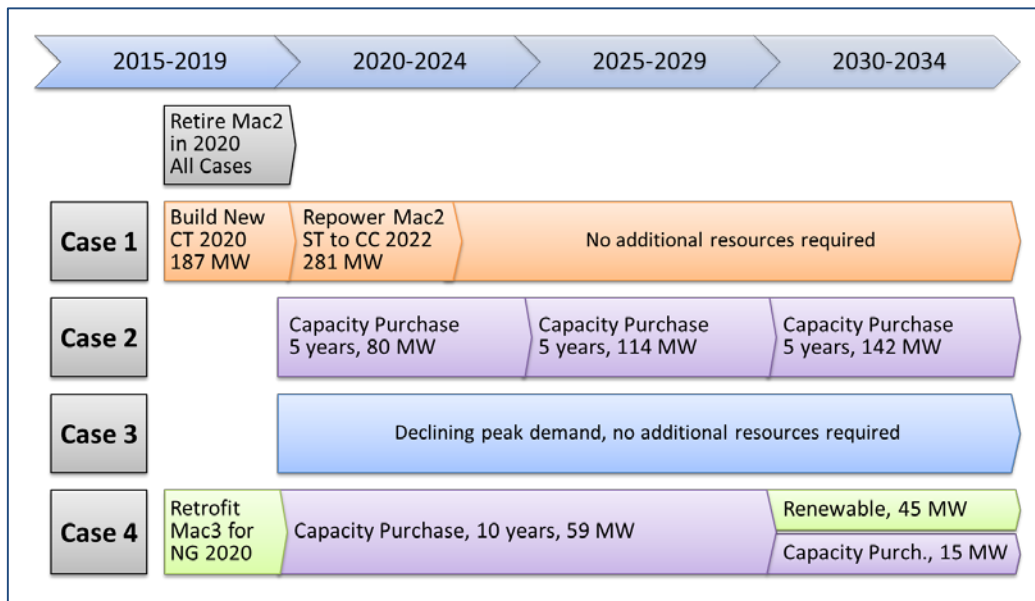 2015-2019
2020-2024
2025-2029
2030-2034
Retire Mac2
in 2020
All Cases
Case 1
Build New
CT 2020
187 MW
Repower Mac2
ST to CC 2022
281 MW
No additional resources required
Case 2
Capacity Purchase
5 years, 80 MW
Capacity Purchase
5 years, 114 MW
Capacity Purchase
5 years, 142 MW
Case 3
Declining peak demand, no additional resources required
Case 4
Retrofit
Mac3 for
NG 2020
Capacity Purchase, 10 years, 59 MW
Renewable, 45 MW
Capacity Purch., 15 MW